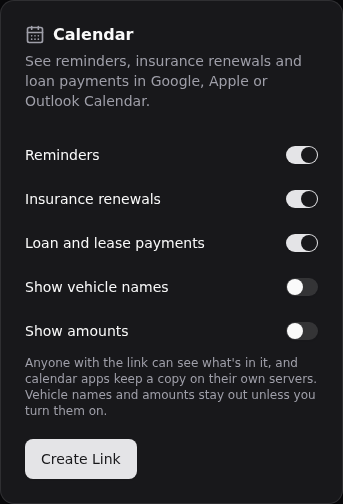 Calendar
See reminders, insurance renewals and
loan payments in Google, Apple or
Outlook Calendar.
Reminders
Insurance renewals
Loan and lease payments
Show vehicle names
Show amounts
Anyone with the link can see what's in it, and
calendar apps keep a copy on their own servers.
Vehicle names and amounts stay out unless you
turn them on.
Create Link